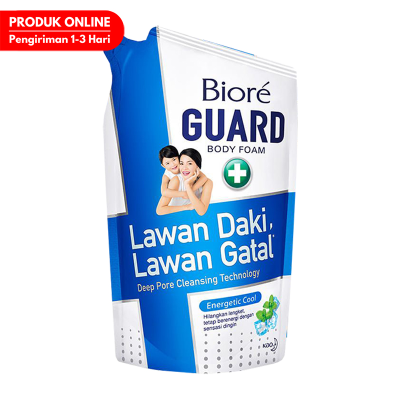 PRODUK ONLINE
Pengiriman 1-3 Hari
Bioré
GUARD
BODY FOAM
Lawan Daki,
Lawan Gatal*
Deep Pore Cleansing Technology
Energetic Cool
Hilangkan lengket,
tetap berenergi dengan
sensasi dingin
Kao